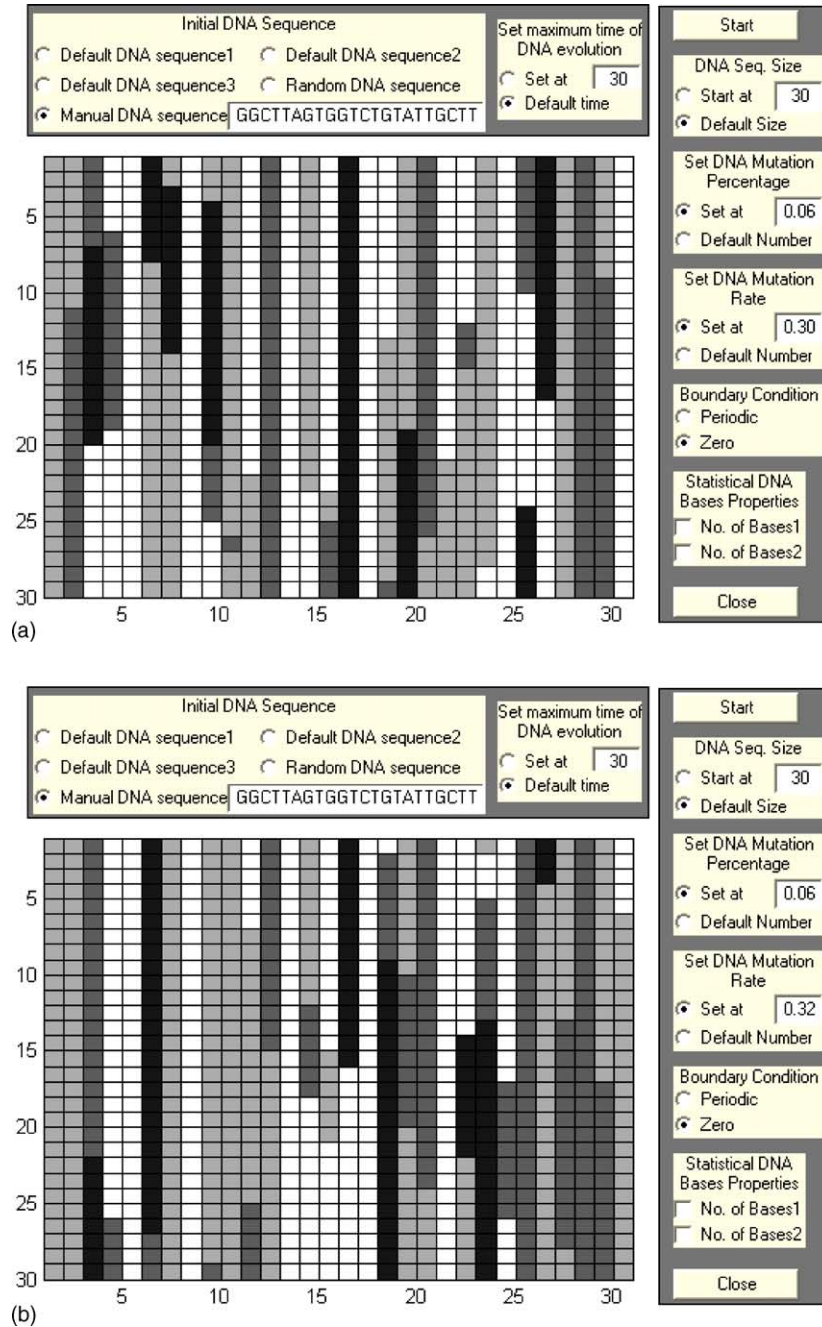 Initial DNA Sequence
Default DNA sequence1 Default DNA sequence2
Default DNA sequence3 Random DNA sequence
Manual DNA sequence GGCTTAGTGGTCTGTATTGCTT
Set maximum time of
DNA evolution
Set at 30
Default time
Start
DNA Seq. Size
Start at 30
Default Size
Set DNA Mutation
Percentage
Set at 0.06
Default Number
Set DNA Mutation
Rate
Set at 0.30
Default Number
Boundary Condition
Periodic
Zero
Statistical DNA
Bases Properties
No. of Bases1
No. of Bases2
Close
5
10
15
20
25
30
5 10 15 20 25 30
(a)
Initial DNA Sequence
Default DNA sequence1 Default DNA sequence2
Default DNA sequence3 Random DNA sequence
Manual DNA sequence GGCTTAGTGGTCTGTATTGCTT
Set maximum time of
DNA evolution
Set at 30
Default time
Start
DNA Seq. Size
Start at 30
Default Size
Set DNA Mutation
Percentage
Set at 0.06
Default Number
Set DNA Mutation
Rate
Set at 0.32
Default Number
Boundary Condition
Periodic
Zero
Statistical DNA
Bases Properties
No. of Bases1
No. of Bases2
Close
5
10
15
20
25
30
5 10 15 20 25 30
(b)